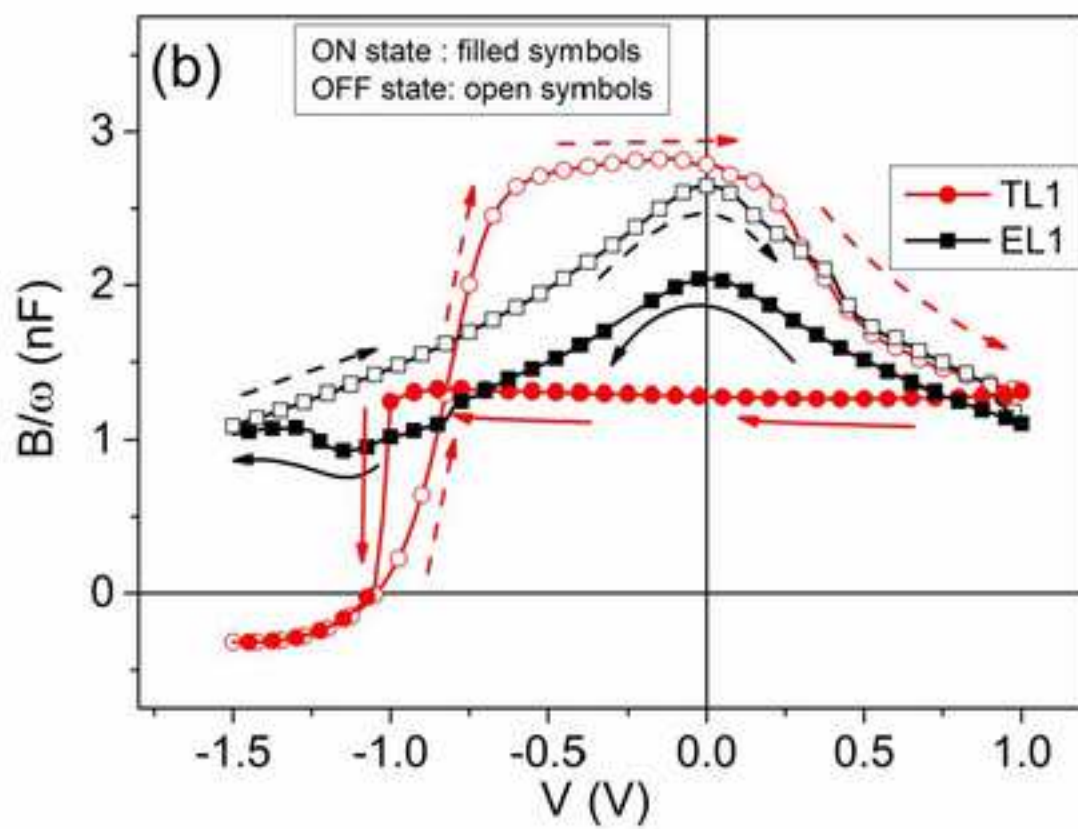 (b)
ON state : filled symbols
OFF state: open symbols
TL1
EL1
B/ω (nF)
3
2
1
0
-1.5 -1.0 -0.5 0.0 0.5 1.0
V (V)